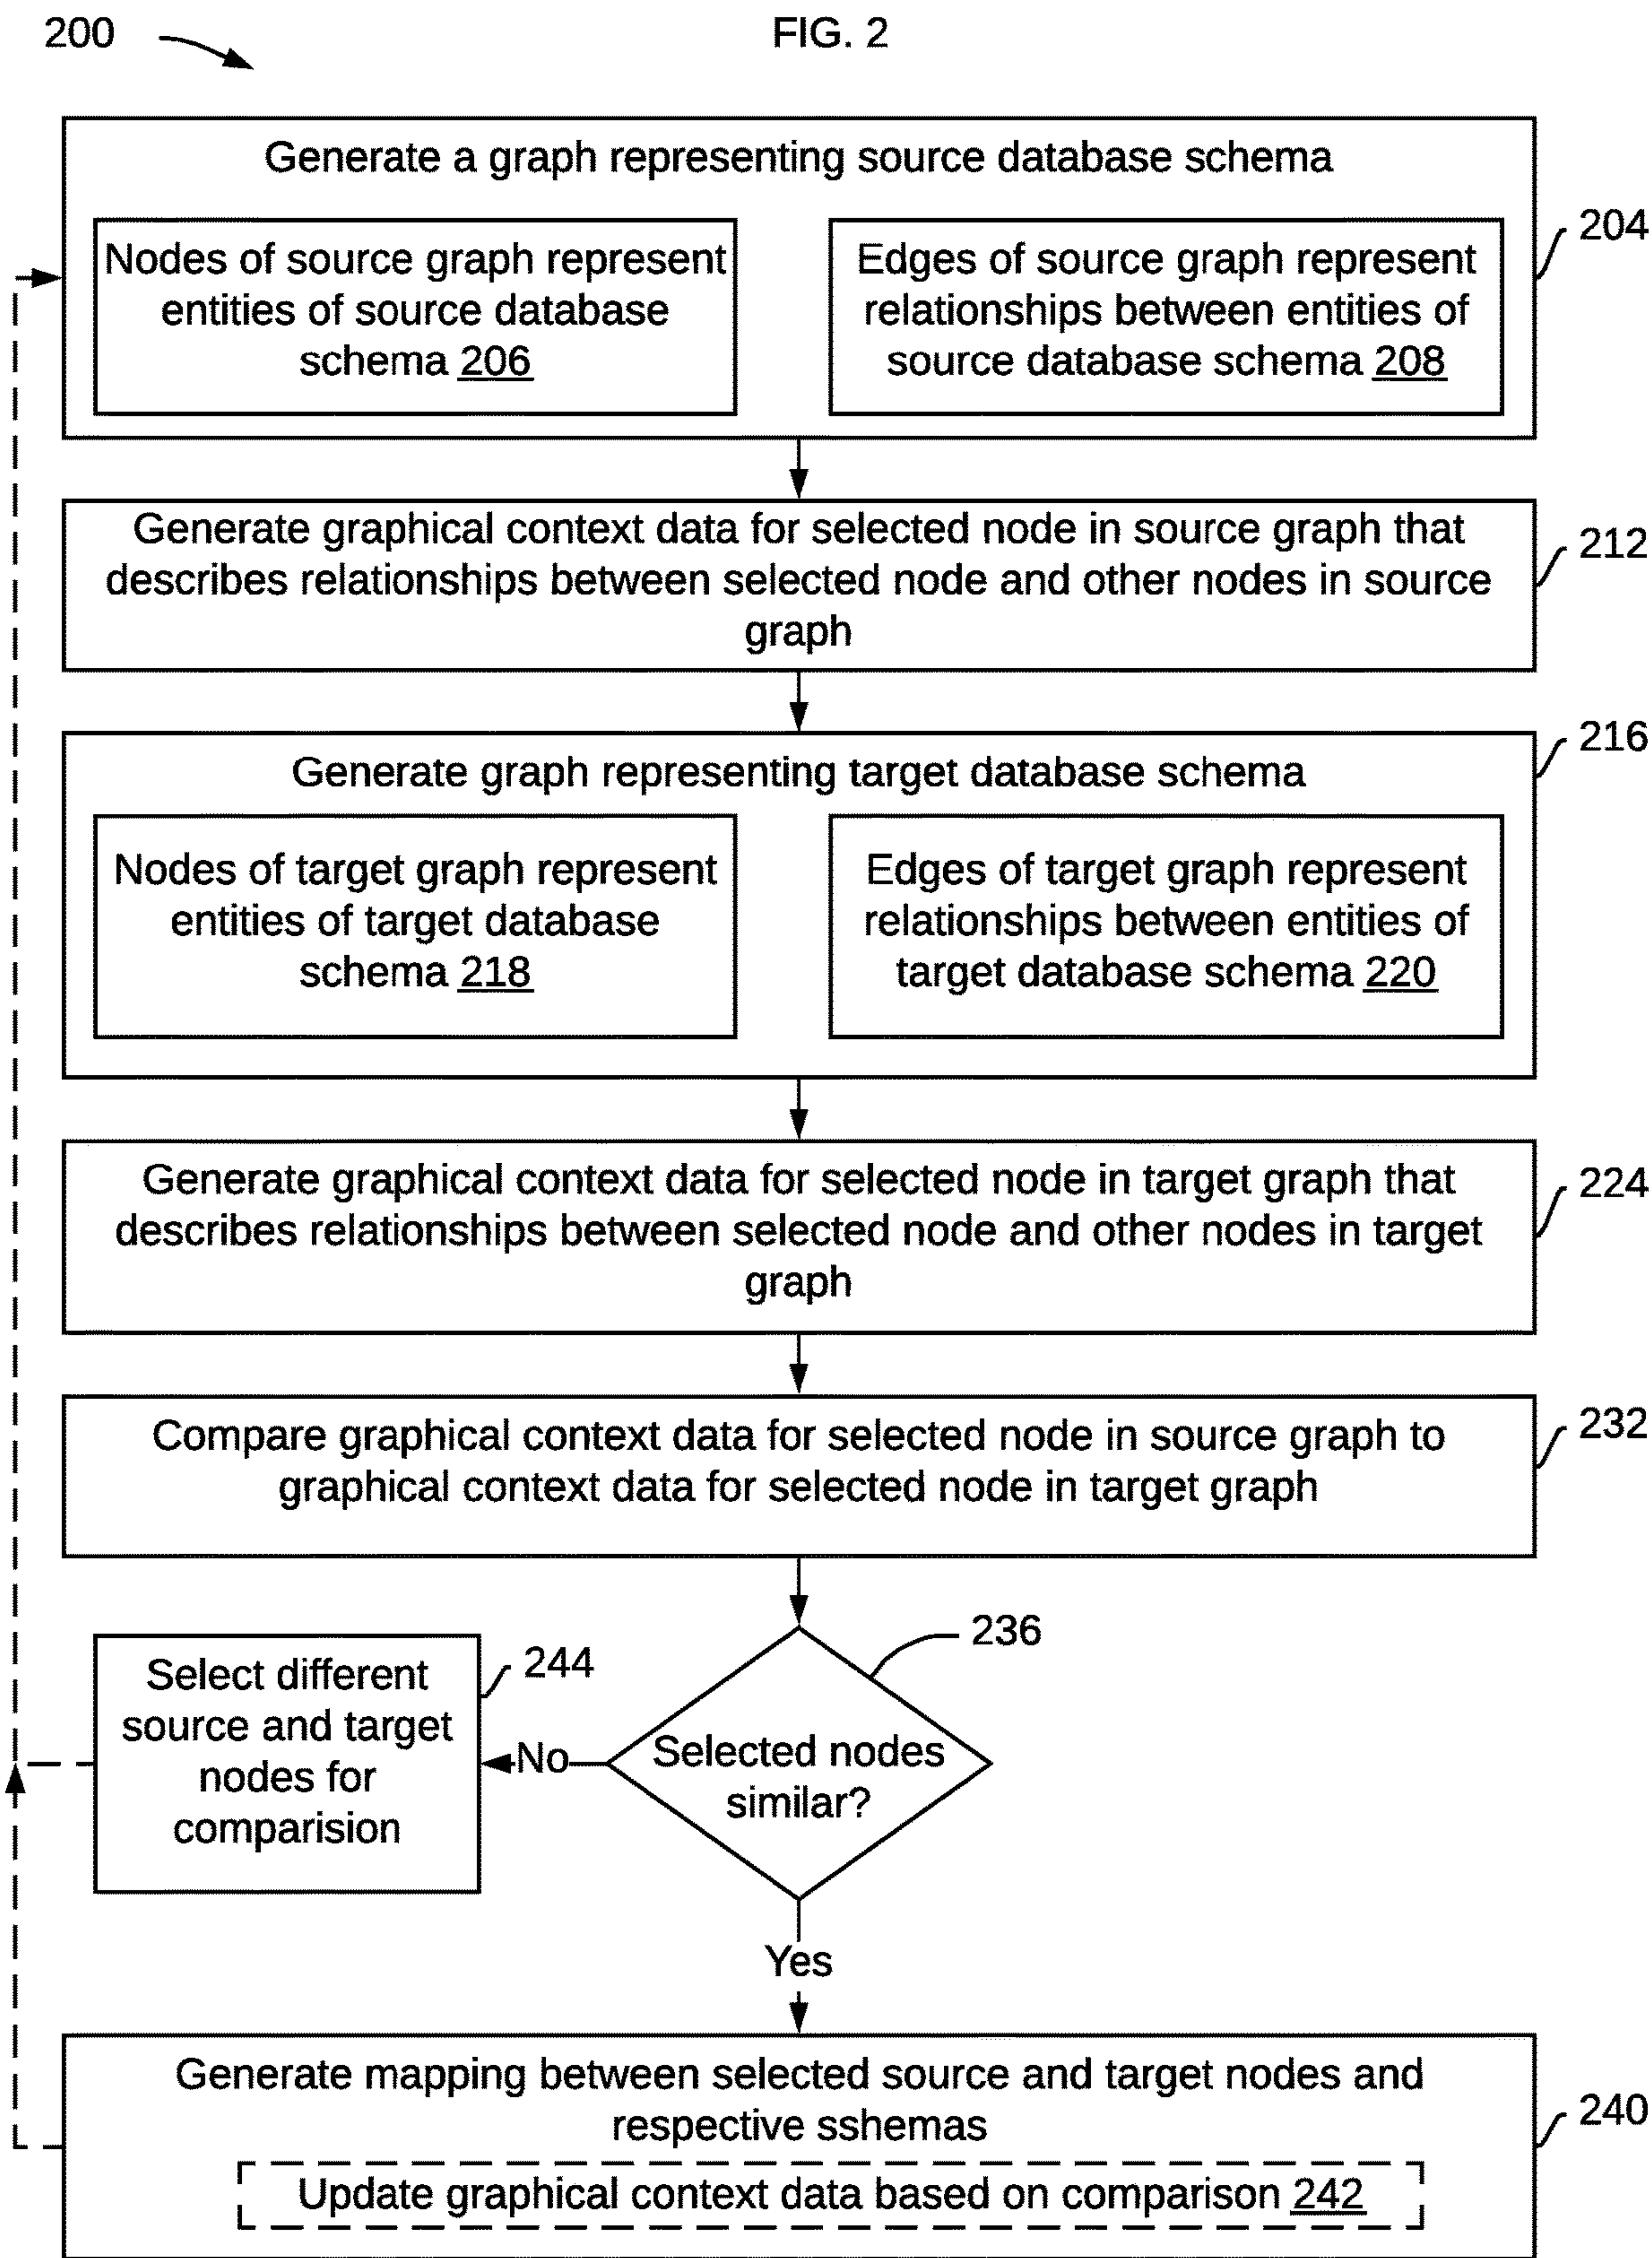 200
FIG. 2
Generate a graph representing source database schema
204
Nodes of source graph represent
entities of source database
schema 206
Edges of source graph represent
relationships between entities of
source database schema 208
Generate graphical context data for selected node in source graph that
describes relationships between selected node and other nodes in source
graph
212
Generate graph representing target database schema
216
Nodes of target graph represent
entities of target database
schema 218
Edges of target graph represent
relationships between entities of
target database schema 220
Generate graphical context data for selected node in target graph that
describes relationships between selected node and other nodes in target
graph
224
Compare graphical context data for selected node in source graph to
graphical context data for selected node in target graph
232
236
Selected nodes
similar?
No
244
Select different
source and target
nodes for
comparision
Yes
Generate mapping between selected source and target nodes and
respective sshemas
240
Update graphical context data based on comparison 242